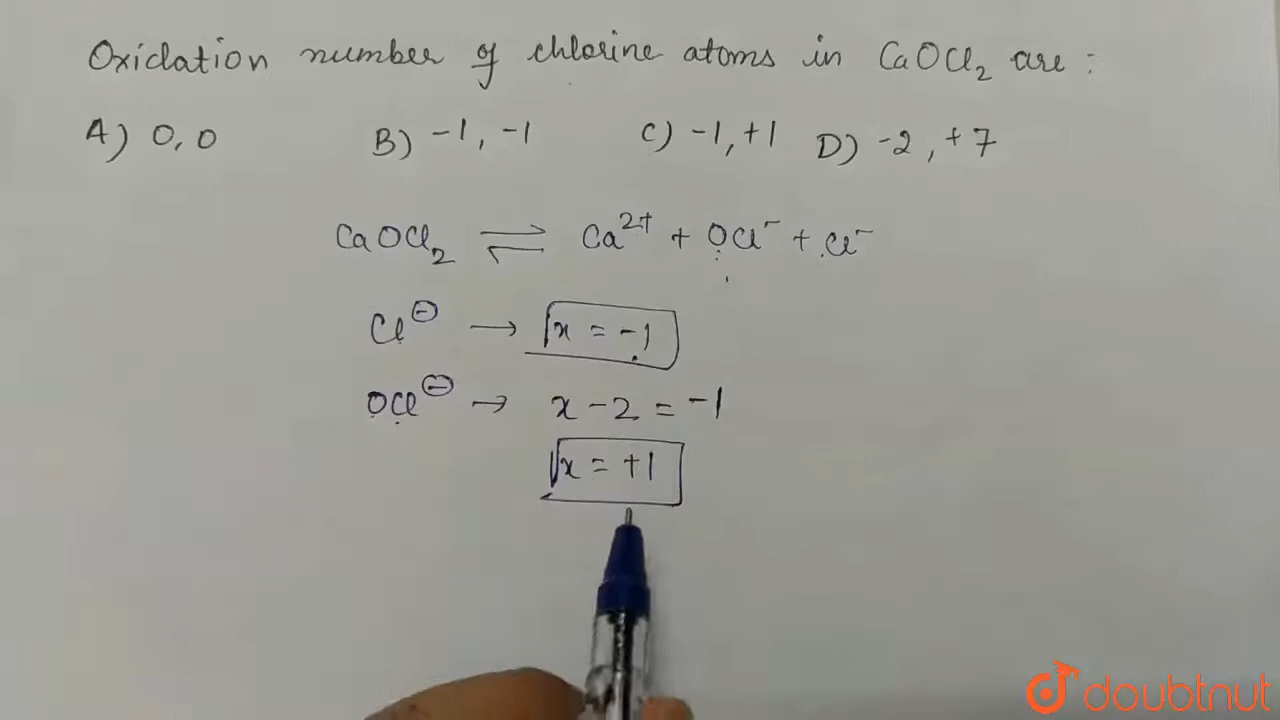 Oxidation number of chlorine atoms in CaOCl₂ are :
A) 0, 0 B) -1, -1 C) -1, +1 D) -2, +7
CaOCl₂ ⇌ Ca²⁺ + OCl⁻ + Cl⁻
Cl⊖ → x = -1
OCl⊖ → x - 2 = -1
x = +1
doubtnut